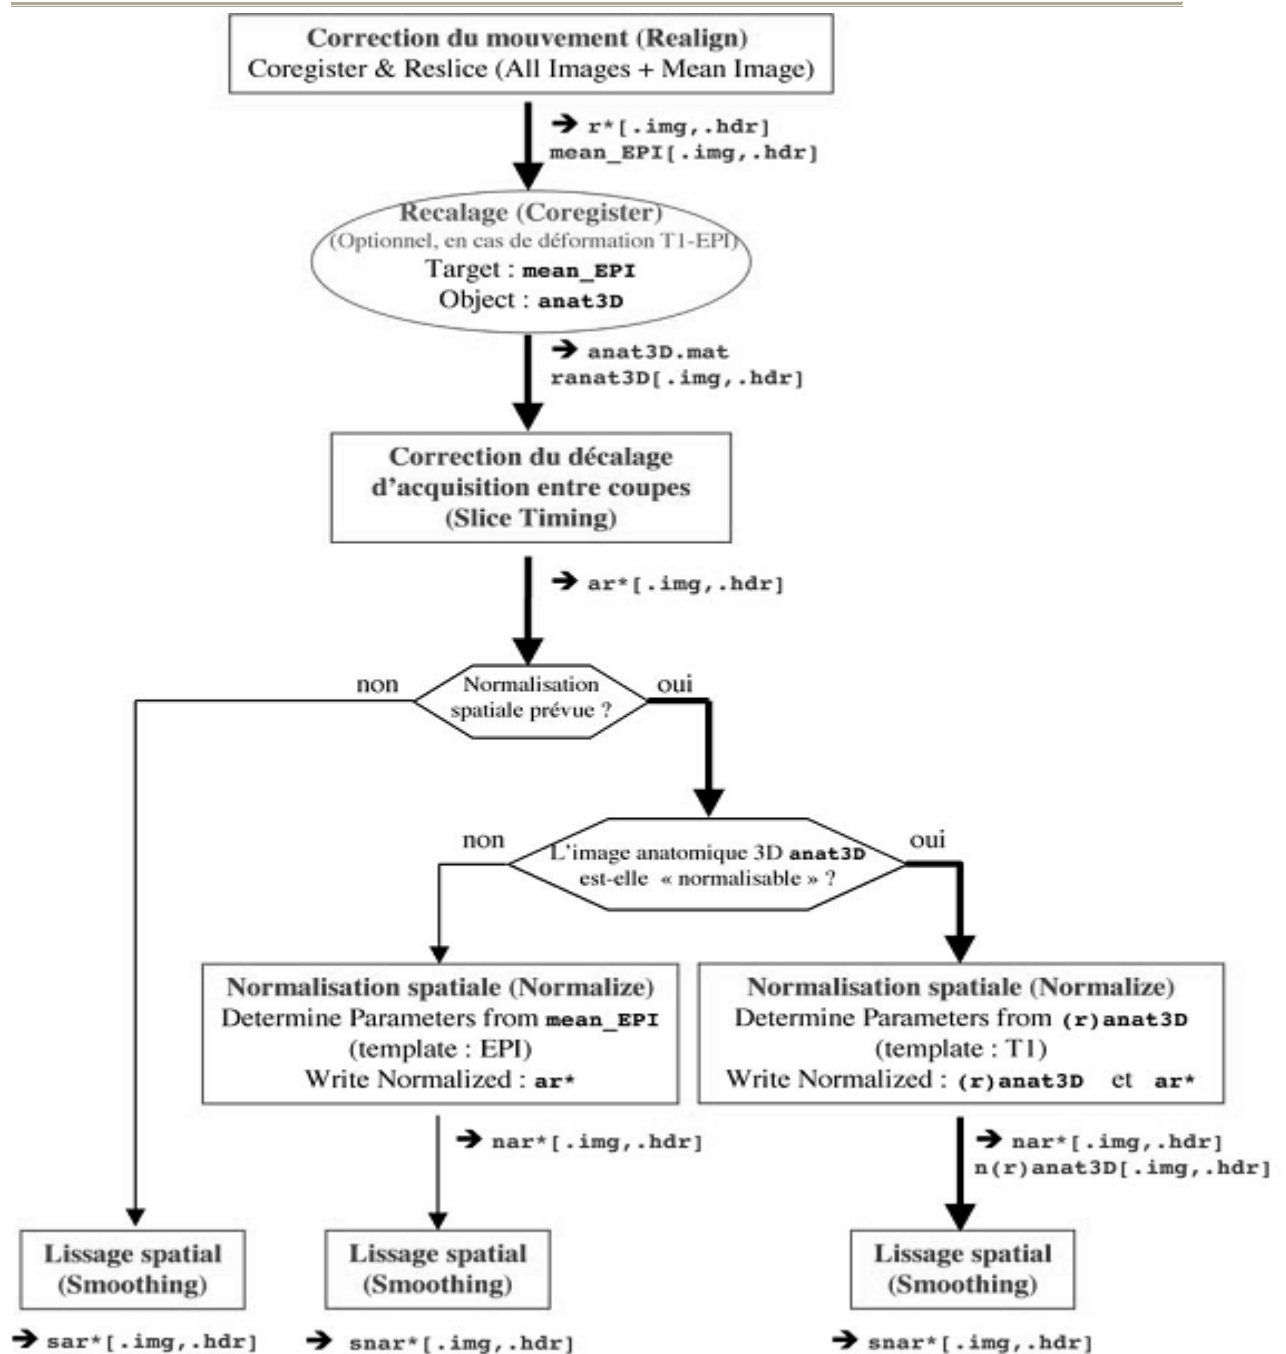 Correction du mouvement (Realign)
Coregister & Reslice (All Images + Mean Image)
➔ r*[.img,.hdr]
mean_EPI[.img,.hdr]
Recalage (Coregister)
(Optionnel, en cas de déformation T1-EPI)
Target : mean_EPI
Object : anat3D
➔ anat3D.mat
ranat3D[.img,.hdr]
Correction du décalage
d'acquisition entre coupes
(Slice Timing)
➔ ar*[.img,.hdr]
non
Normalisation
spatiale prévue ?
oui
non
L'image anatomique 3D anat3D
est-elle « normalisable » ?
oui
Normalisation spatiale (Normalize)
Determine Parameters from mean_EPI
(template : EPI)
Write Normalized : ar*
Normalisation spatiale (Normalize)
Determine Parameters from (r)anat3D
(template : T1)
Write Normalized : (r)anat3D et ar*
➔ nar*[.img,.hdr]
➔ nar*[.img,.hdr]
n(r)anat3D[.img,.hdr]
Lissage spatial
(Smoothing)
Lissage spatial
(Smoothing)
Lissage spatial
(Smoothing)
➔ sar*[.img,.hdr]
➔ snar*[.img,.hdr]
➔ snar*[.img,.hdr]